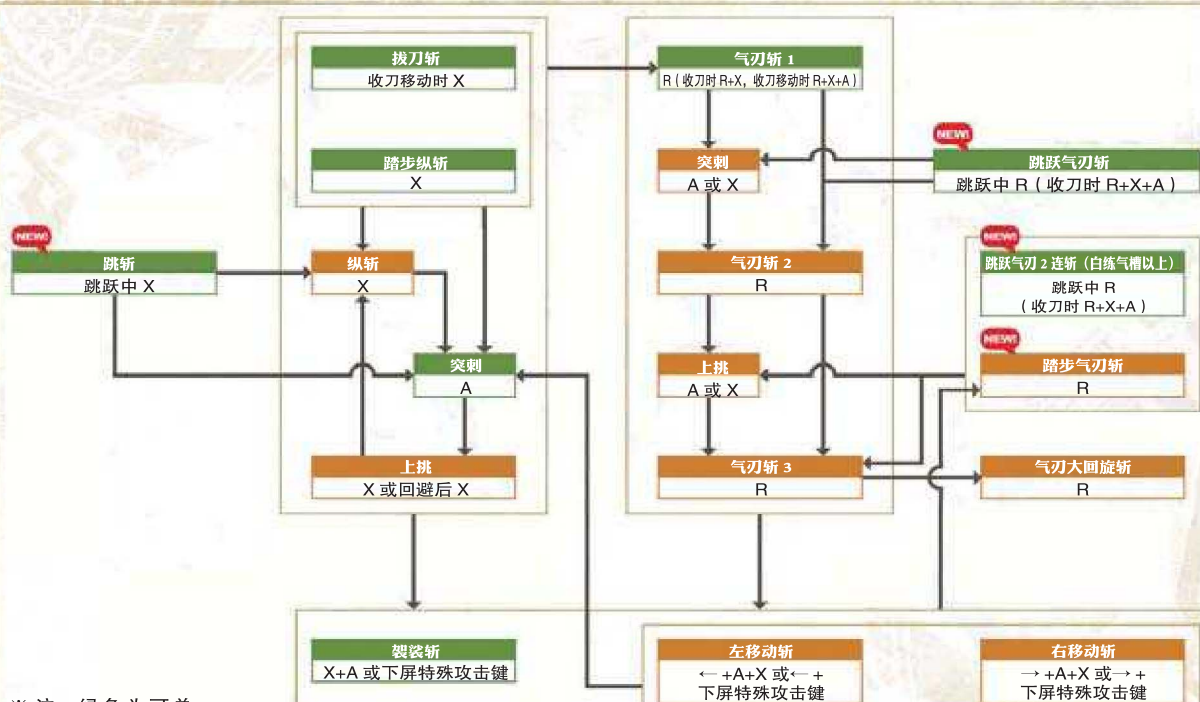 拔刀斩
收刀移动时 X
踏步纵斩
X
NEW!
跳斩
跳跃中 X
纵斩
X
突刺
A
上挑
X 或回避后 X
气刃斩 1
R（收刀时 R+X，收刀移动时 R+X+A）
突刺
A 或 X
气刃斩 2
R
上挑
A 或 X
气刃斩 3
R
NEW!
跳跃气刃斩
跳跃中 R（收刀时 R+X+A）
NEW!
跳跃气刃 2 连斩（白练气槽以上）
跳跃中 R
（收刀时 R+X+A）
NEW!
踏步气刃斩
R
气刃大回旋斩
R
袈裟斩
X+A 或下屏特殊攻击键
左移动斩
← +A+X 或← +
下屏特殊攻击键
右移动斩
→ +A+X 或→ +
下屏特殊攻击键